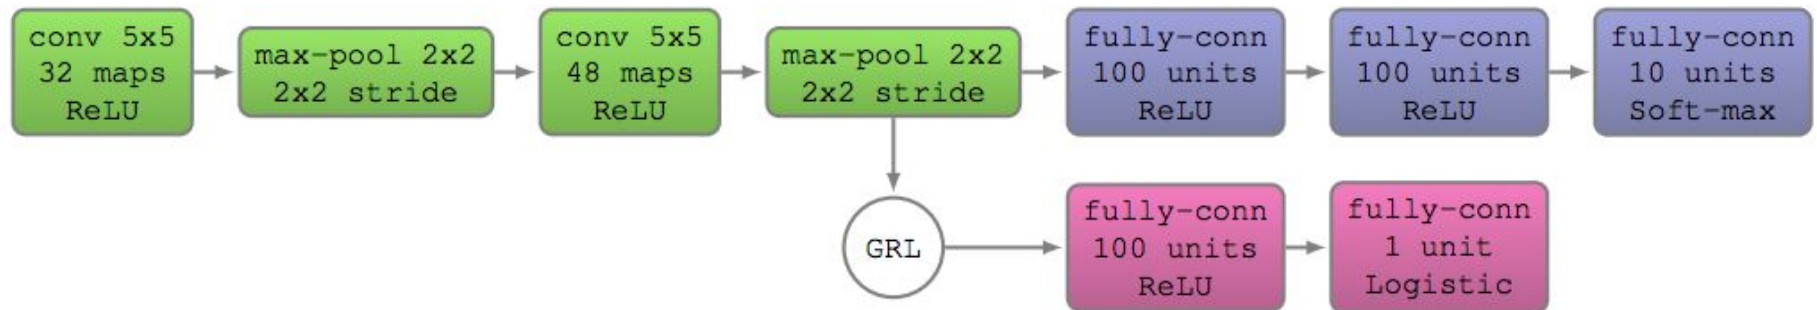 conv 5x5
32 maps
ReLU
max-pool 2x2
2x2 stride
conv 5x5
48 maps
ReLU
max-pool 2x2
2x2 stride
fully-conn
100 units
ReLU
fully-conn
100 units
ReLU
fully-conn
10 units
Soft-max
GRL
fully-conn
100 units
ReLU
fully-conn
1 unit
Logistic